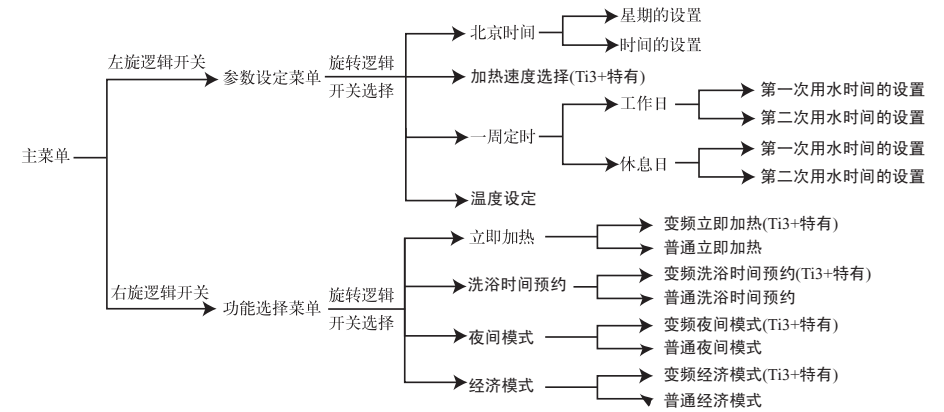 主菜单
左旋逻辑开关
参数设定菜单
旋转逻辑
开关选择
北京时间
星期的设置
时间的设置
加热速度选择(Ti3+特有)
一周定时
工作日
第一次用水时间的设置
第二次用水时间的设置
休息日
第一次用水时间的设置
第二次用水时间的设置
温度设定
右旋逻辑开关
功能选择菜单
旋转逻辑
开关选择
立即加热
变频立即加热(Ti3+特有)
普通立即加热
洗浴时间预约
变频洗浴时间预约(Ti3+特有)
普通洗浴时间预约
夜间模式
变频夜间模式(Ti3+特有)
普通夜间模式
经济模式
变频经济模式(Ti3+特有)
普通经济模式